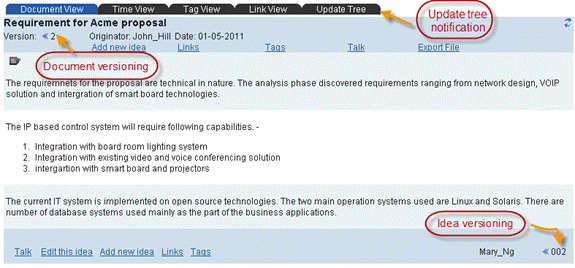 Document View Time View Tag View Link View Update Tree
Update tree
notification
Requirement for Acme proposal
Version: «2 Originator: John_Hill Date: 01-05-2011
Add new idea Links Tags Talk Export File
Document versioning
The requiremnets for the proposal are technical in nature. The analysis phase discovered requirements ranging from network design, VOIP
solution and intergration of smart board technologies.
The IP based control system will require following capabilities. -
1. Integration with board room lighting system
2. Integration with existing video and voice conferencing solution
3. intergartion with smart board and projectors
The current IT system is implemented on open source technologies. The two main operation systems used are Linux and Solaris. There are
number of database systems used mainly as the part of the business applications.
Idea versioning
Talk Edit this idea Add new idea Links Tags Mary_Ng «002